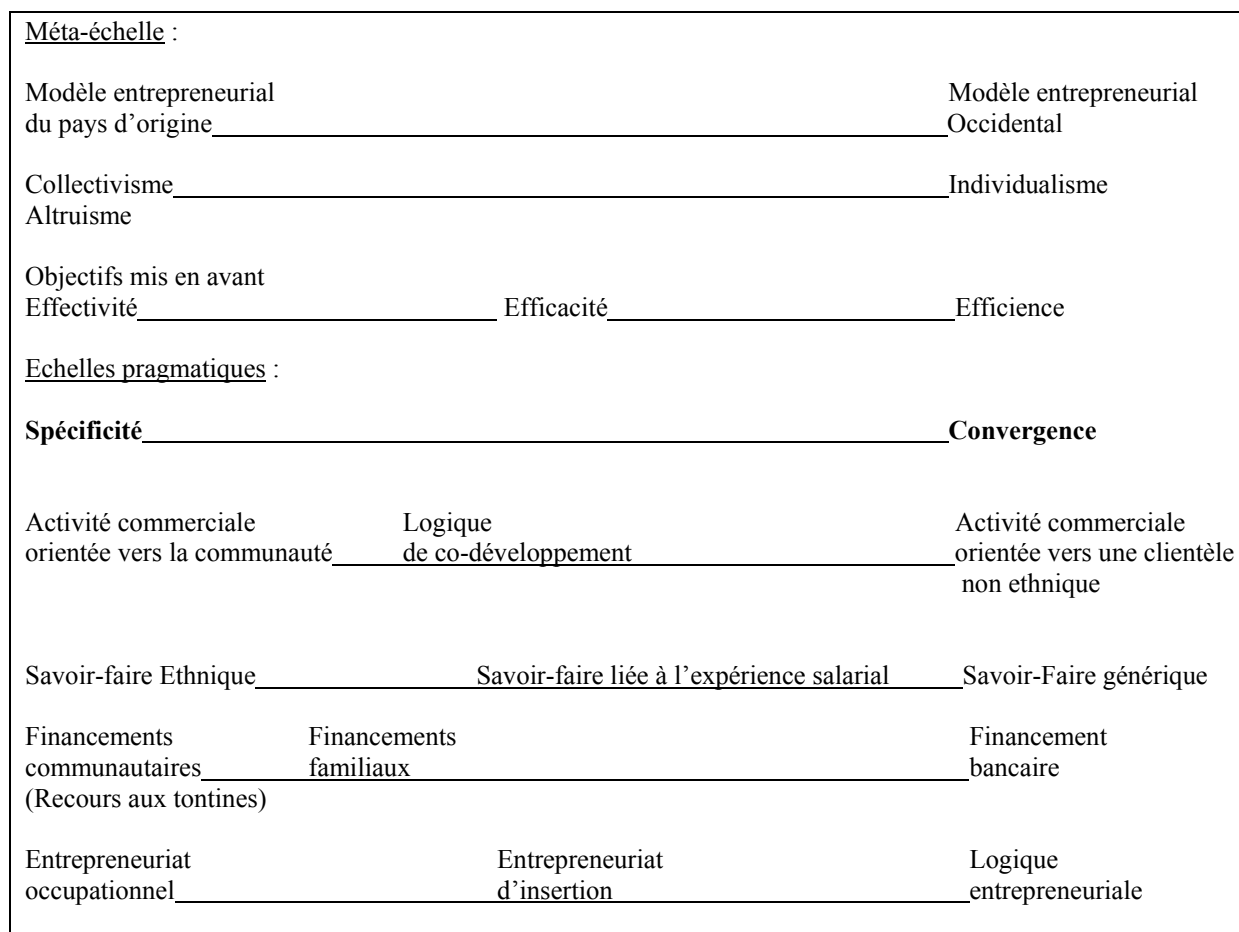 Méta-échelle :
Modèle entrepreneurial Modèle entrepreneurial
du pays d’origine Occidental
Collectivisme Individualisme
Altruisme
Objectifs mis en avant
Effectivité Efficacité Efficience
Echelles pragmatiques :
Spécificité Convergence
Activité commerciale Logique Activité commerciale
orientée vers la communauté de co-développement orientée vers une clientèle
non ethnique
Savoir-faire Ethnique Savoir-faire liée à l’expérience salarial Savoir-Faire générique
Financements Financements Financement
communautaires familiaux bancaire
(Recours aux tontines)
Entrepreneuriat Entrepreneuriat Logique
occupationnel d’insertion entrepreneuriale